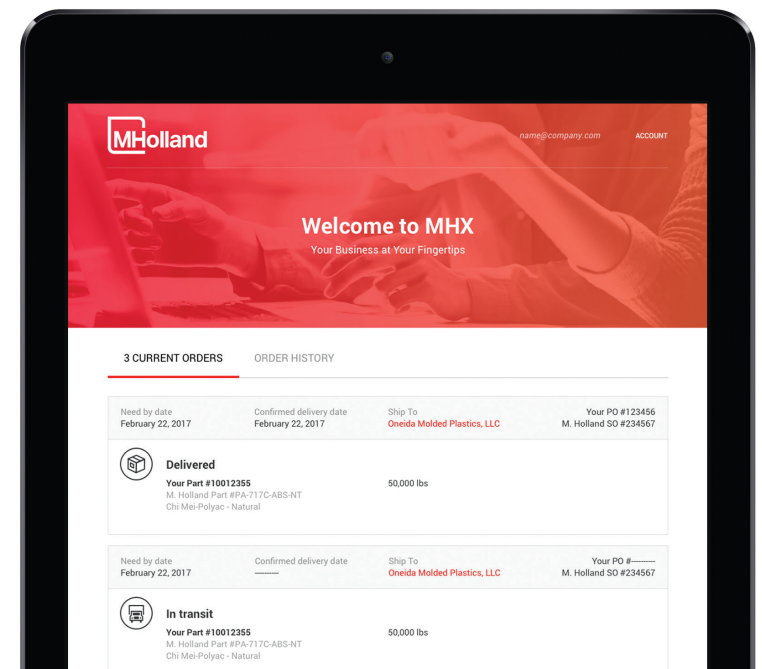 MHolland
name@company.com ACCOUNT
Welcome to MHX
Your Business at Your Fingertips
3 CURRENT ORDERS ORDER HISTORY
Need by date Confirmed delivery date Ship To Your PO #123456
February 22, 2017 February 22, 2017 Oneida Molded Plastics, LLC M. Holland SO #234567
Delivered
Your Part #10012355 50,000 lbs
M. Holland Part #PA-717C-ABS-NT
Chi Mei-Polyac - Natural
Need by date Confirmed delivery date Ship To Your PO #---------
February 22, 2017 --------- Oneida Molded Plastics, LLC M. Holland SO #234567
In transit
Your Part #10012355 50,000 lbs
M. Holland Part #PA-717C-ABS-NT
Chi Mei-Polyac - Natural